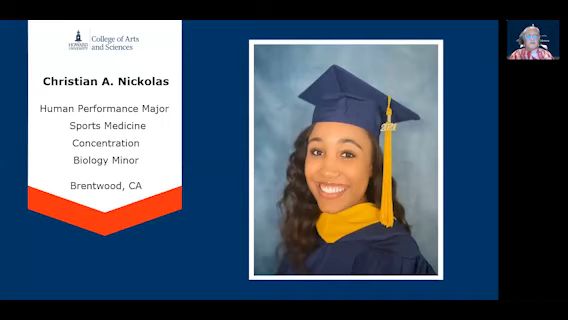 HOWARD
UNIVERSITY
College of Arts
and Sciences
Christian A. Nickolas
Human Performance Major
Sports Medicine
Concentration
Biology Minor
Brentwood, CA